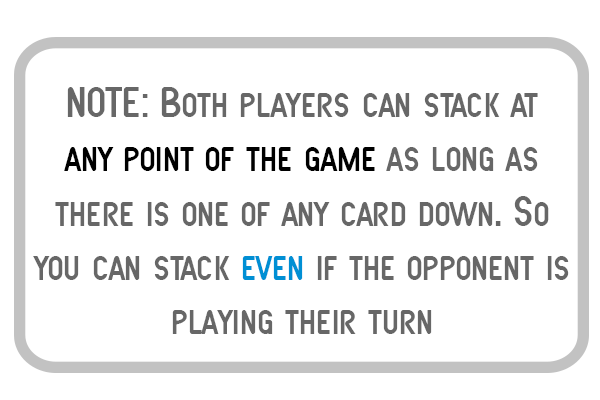 NOTE: Both players can stack at
any point of the game as long as
there is one of any card down. So
you can stack even if the opponent is
playing their turn